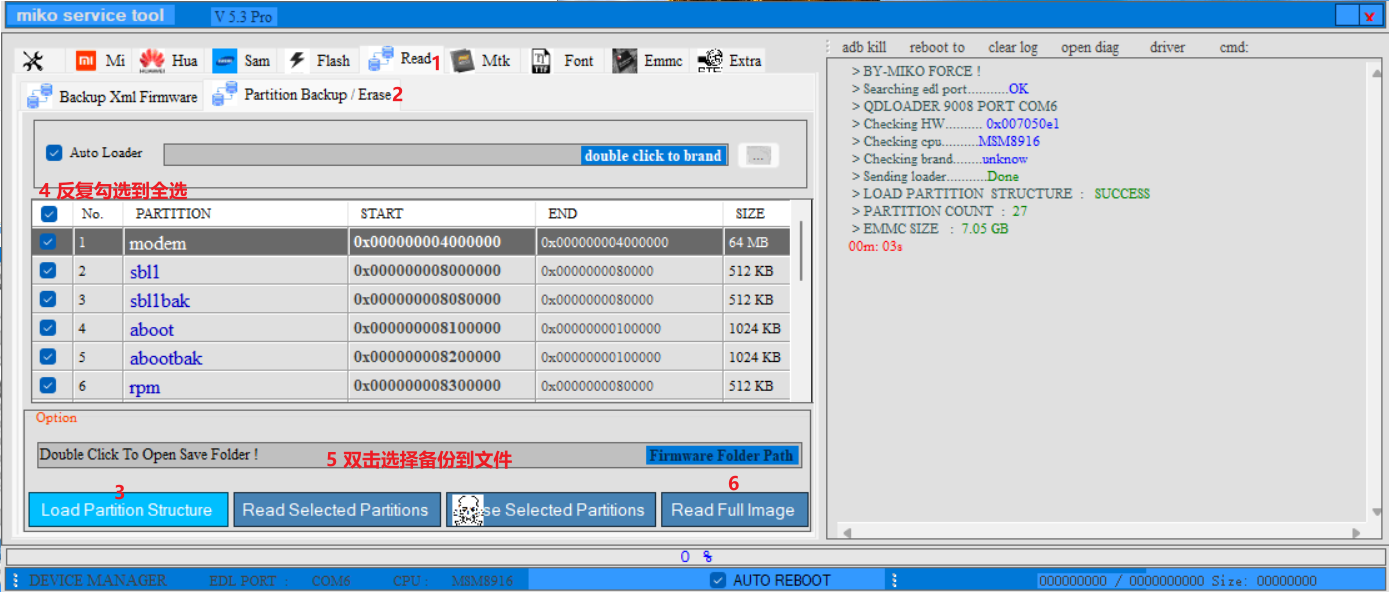 miko service tool
V 5.3 Pro
Mi
HUAWEI
Hua
Sam
Flash
Read1
Mtk
Font
Emmc
Extra
adb kill reboot to clear log open diag driver cmd:
Backup Xml Firmware
Partition Backup / Erase2
Auto Loader
double click to brand
...
4 反复勾选到全选
No. PARTITION START END SIZE
1 modem 0x000000004000000 0x000000004000000 64 MB
2 sbl1 0x000000008000000 0x0000000080000 512 KB
3 sbl1bak 0x000000008080000 0x0000000080000 512 KB
4 aboot 0x000000008100000 0x00000000100000 1024 KB
5 abootbak 0x000000008200000 0x00000000100000 1024 KB
6 rpm 0x000000008300000 0x0000000080000 512 KB
Option
Double Click To Open Save Folder !
5 双击选择备份到文件
Firmware Folder Path
3
6
Load Partition Structure
Read Selected Partitions
se Selected Partitions
Read Full Image
> BY-MIKO FORCE !
> Searching edl port...........OK
> QDLOADER 9008 PORT COM6
> Checking HW.......... 0x007050e1
> Checking cpu..........MSM8916
> Checking brand........unknow
> Sending loader...........Done
> LOAD PARTITION STRUCTURE : SUCCESS
> PARTITION COUNT : 27
> EMMC SIZE : 7.05 GB
00m: 03s
0 %
DEVICE MANAGER EDL PORT : COM6 CPU : MSM8916
AUTO REBOOT
000000000 / 0000000000 Size: 00000000